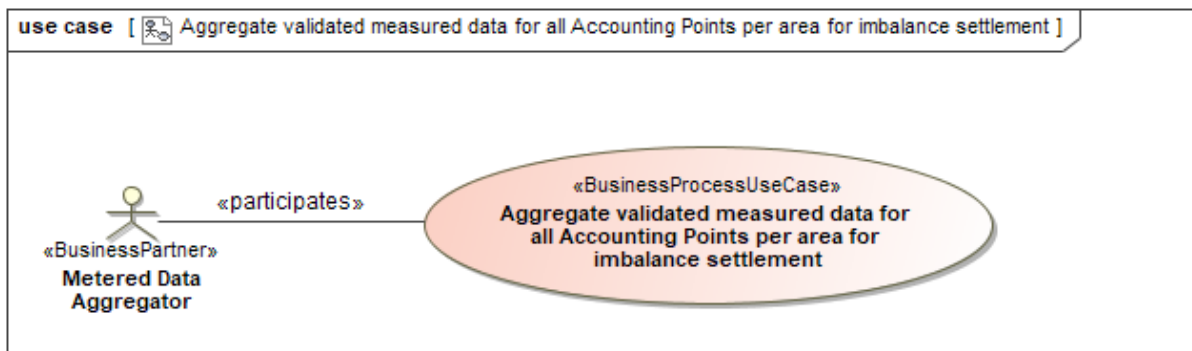 use case [ Aggregate validated measured data for all Accounting Points per area for imbalance settlement ]
«BusinessProcessUseCase»
Aggregate validated measured data for
all Accounting Points per area for
imbalance settlement
«participates»
«BusinessPartner»
Metered Data
Aggregator